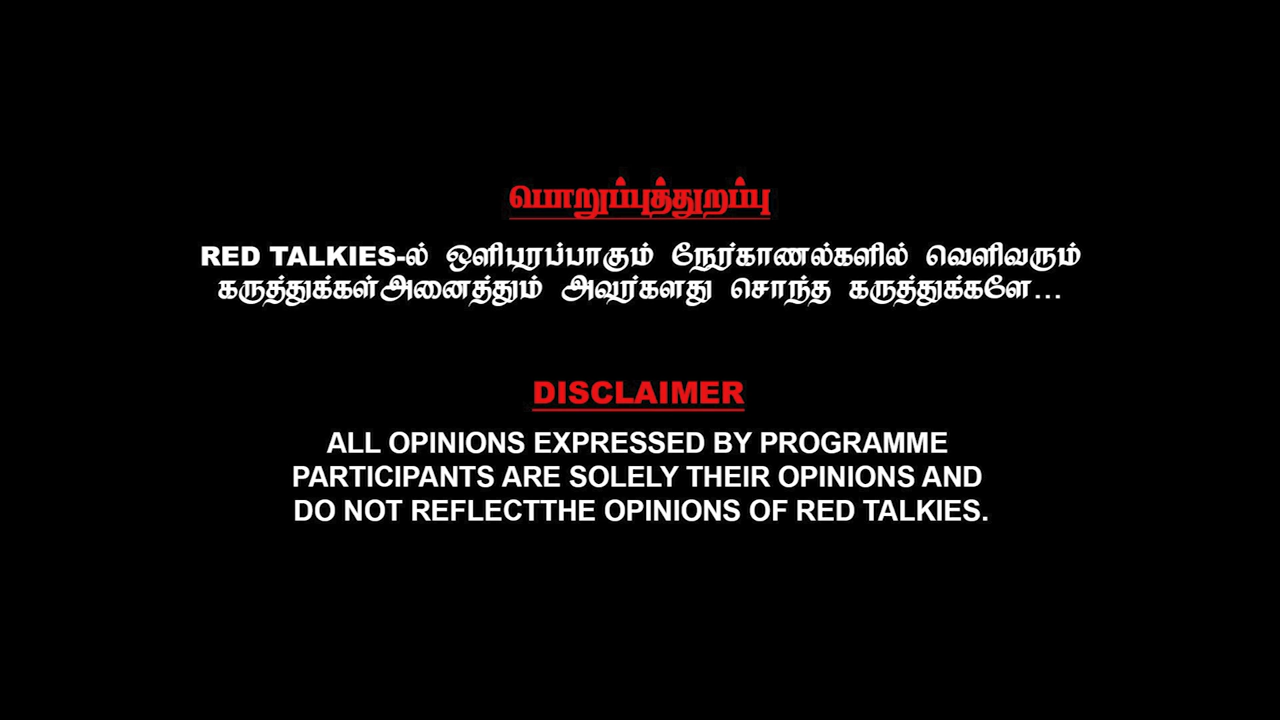 பொறுப்புத்துறப்பு
RED TALKIES-ல் ஒளிபரப்பாகும் நேர்காணல்களில் வெளிவரும்
கருத்துக்கள்அனைத்தும் அவர்களது சொந்த கருத்துக்களே...
DISCLAIMER
ALL OPINIONS EXPRESSED BY PROGRAMME
PARTICIPANTS ARE SOLELY THEIR OPINIONS AND
DO NOT REFLECTTHE OPINIONS OF RED TALKIES.